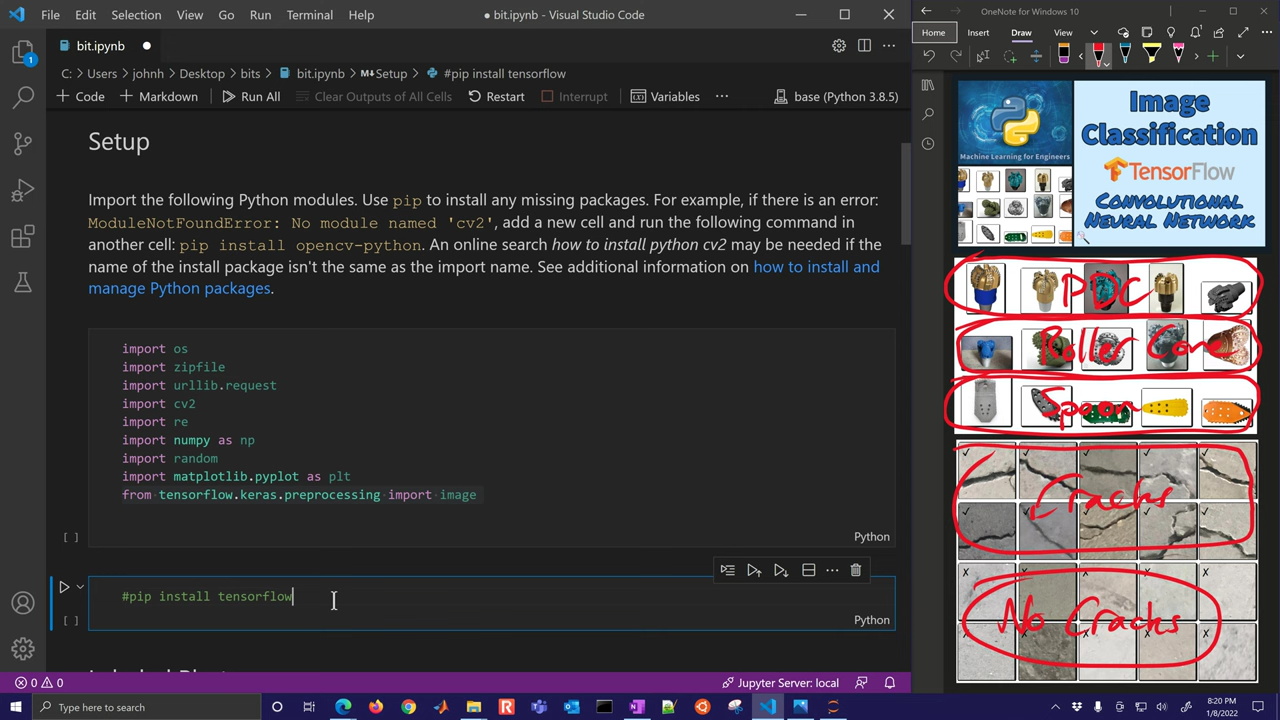 File Edit Selection View Go Run Terminal Help
● bit.ipynb - Visual Studio Code
bit.ipynb
C: > Users > johnh > Desktop > bits > bit.ipynb > Setup > #pip install tensorflow
Code Markdown Run All Clear Outputs of All Cells Restart Interrupt Variables ... base (Python 3.8.5)
Setup
Import the following Python modules. Use pip to install any missing packages. For example, if there is an error:
ModuleNotFoundError: No module named 'cv2', add a new cell and run the following command in
another cell: pip install opencv-python. An online search how to install python cv2 may be needed if the
name of the install package isn't the same as the import name. See additional information on how to install and
manage Python packages.
import os
import zipfile
import urllib.request
import cv2
import re
import numpy as np
import random
import matplotlib.pyplot as plt
from tensorflow.keras.preprocessing import image
[ ] Python
#pip install tensorflow
[ ] Python
0 0 Jupyter Server: local
Type here to search
OneNote for Windows 10
Home Insert Draw View
Machine Learning for Engineers
Image
Classification
TensorFlow
Convolutional
Neural Network
PDC
Roller Cone
Spoon
Cracks
No Cracks
8:20 PM
1/8/2022